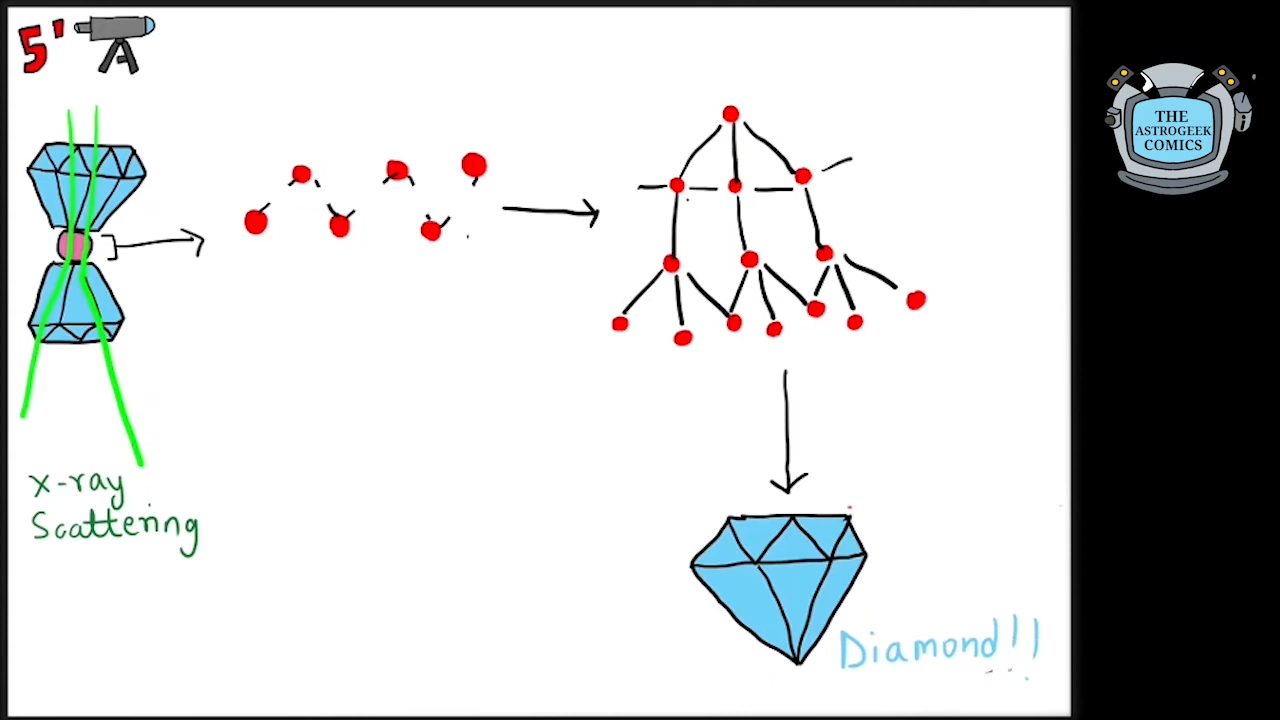 5'
THE
ASTROGEEK
COMICS
X-ray
Scattering
Diamond!!